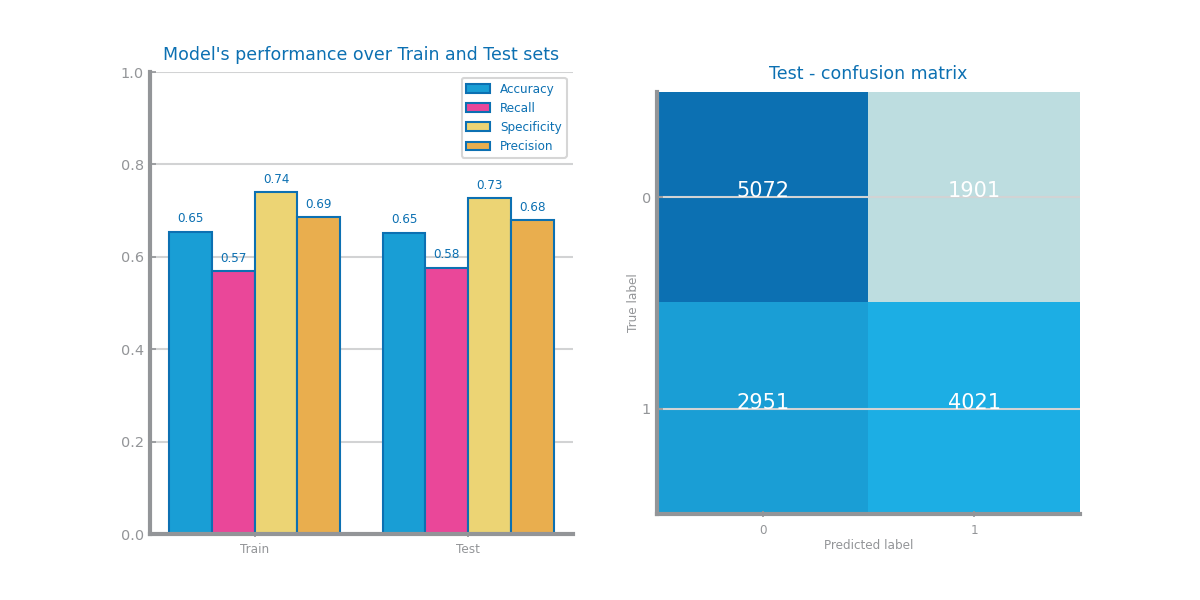 Model's performance over Train and Test sets
1.0
0.8
0.6
0.4
0.2
0.0
Accuracy
Recall
Specificity
Precision
0.65
0.57
0.74
0.69
0.65
0.58
0.73
0.68
Train
Test
Test - confusion matrix
True label
0
1
5072
1901
2951
4021
0
1
Predicted label